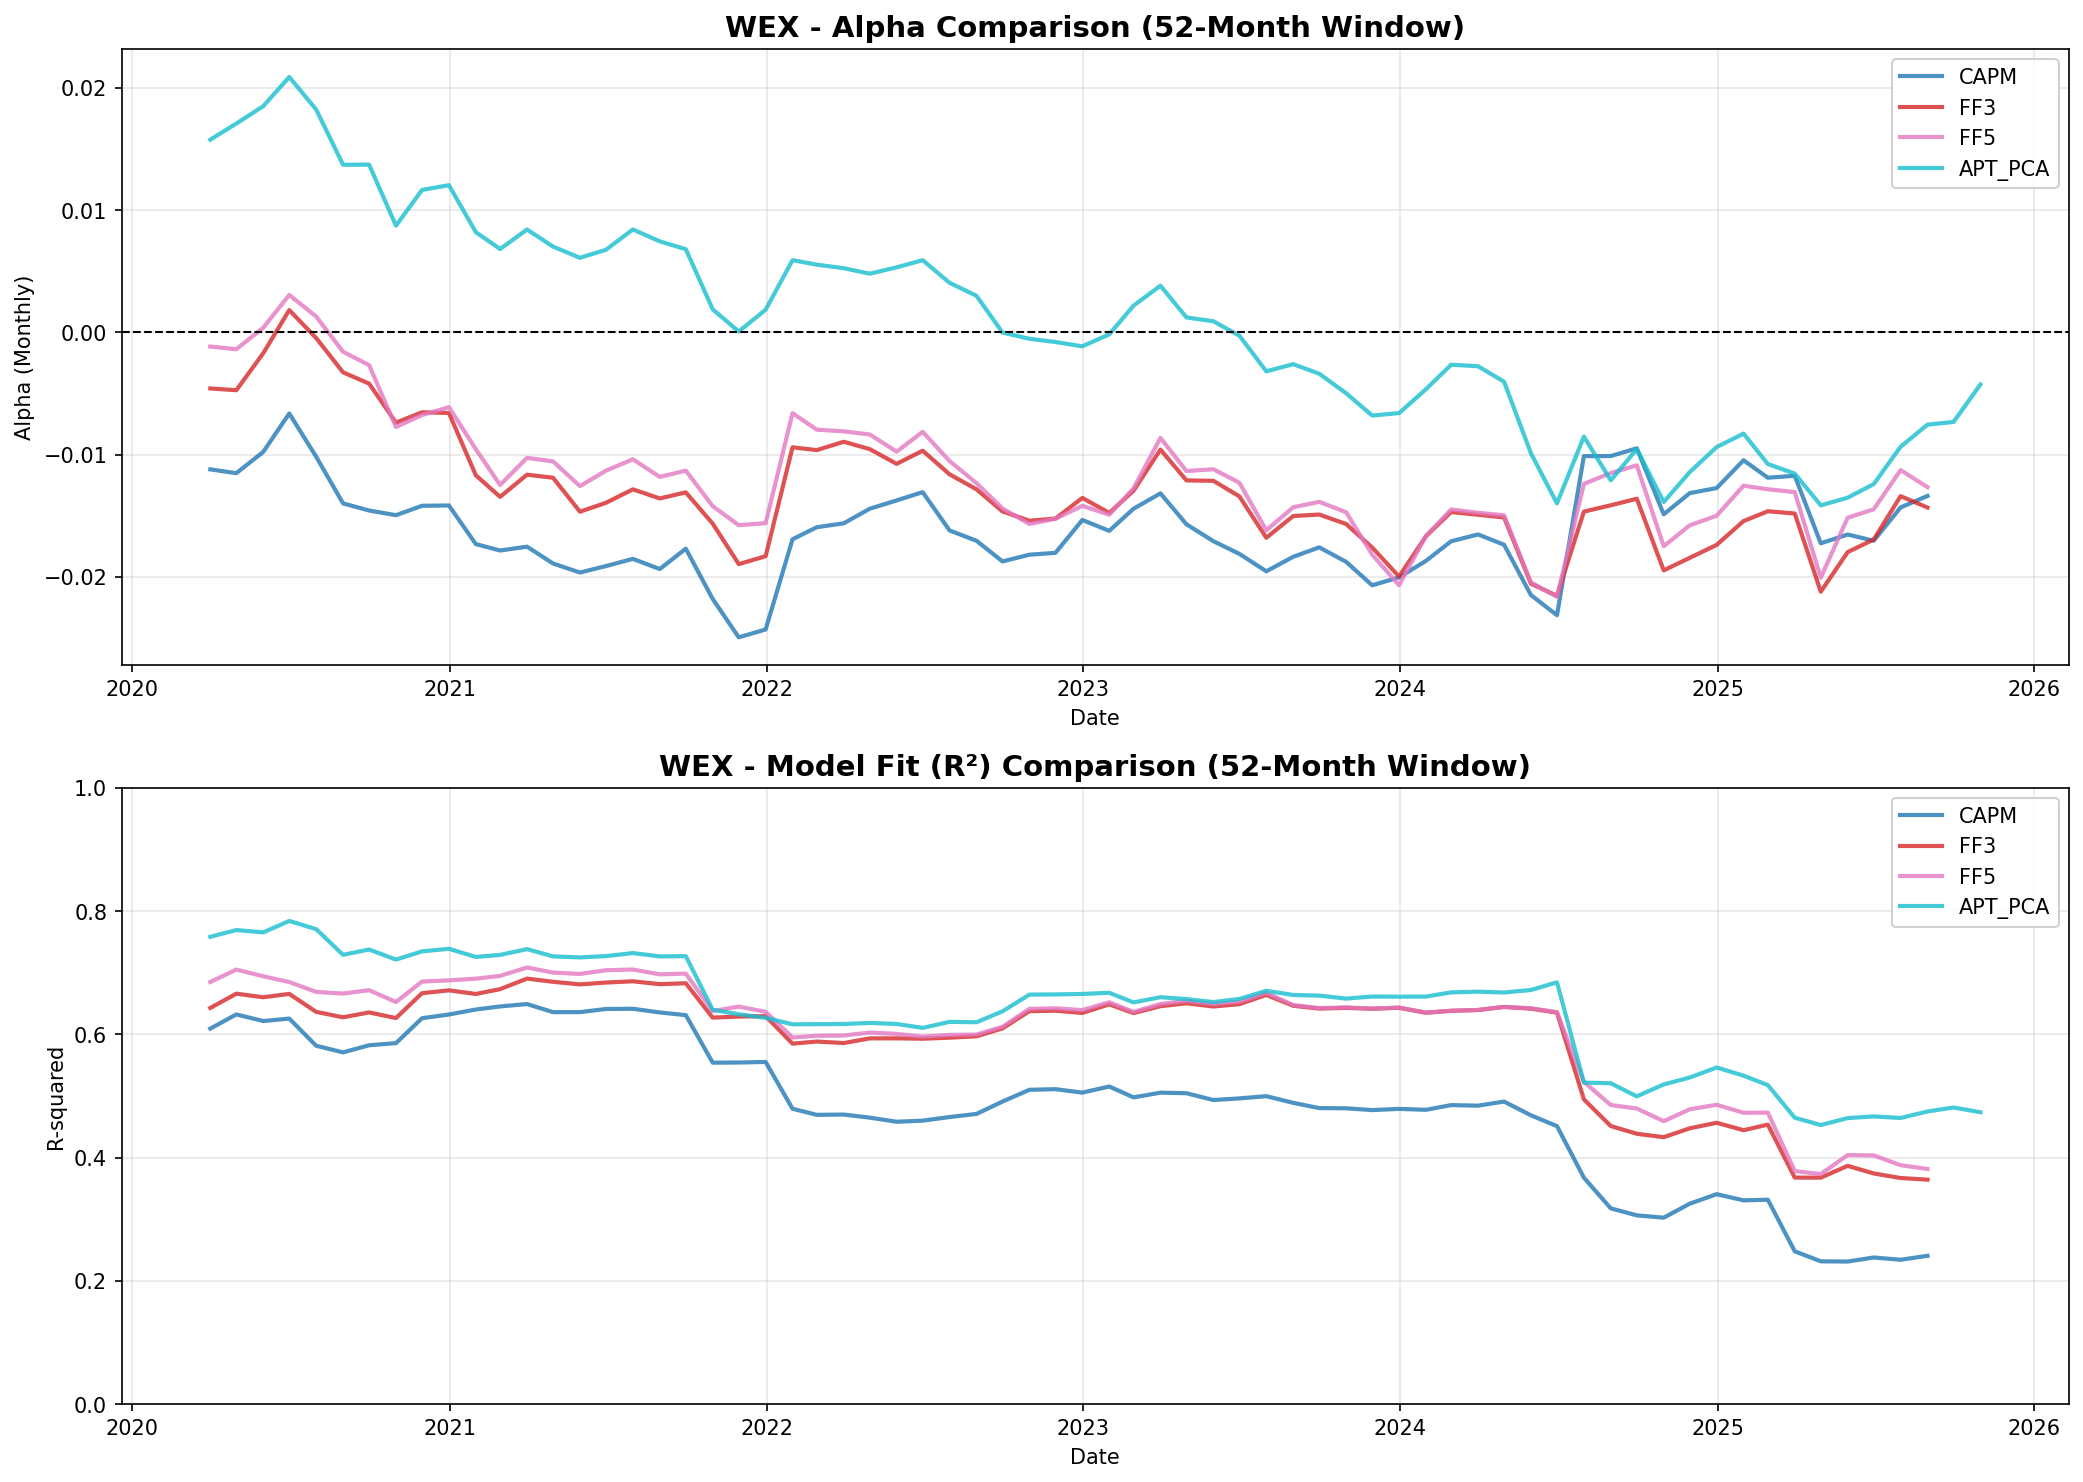 WEX - Alpha Comparison (52-Month Window)
CAPM
FF3
FF5
APT_PCA
Alpha (Monthly)
0.02
0.01
0.00
−0.01
−0.02
2020 2021 2022 2023 2024 2025 2026
Date
WEX - Model Fit (R²) Comparison (52-Month Window)
CAPM
FF3
FF5
APT_PCA
R-squared
1.0
0.8
0.6
0.4
0.2
0.0
2020 2021 2022 2023 2024 2025 2026
Date